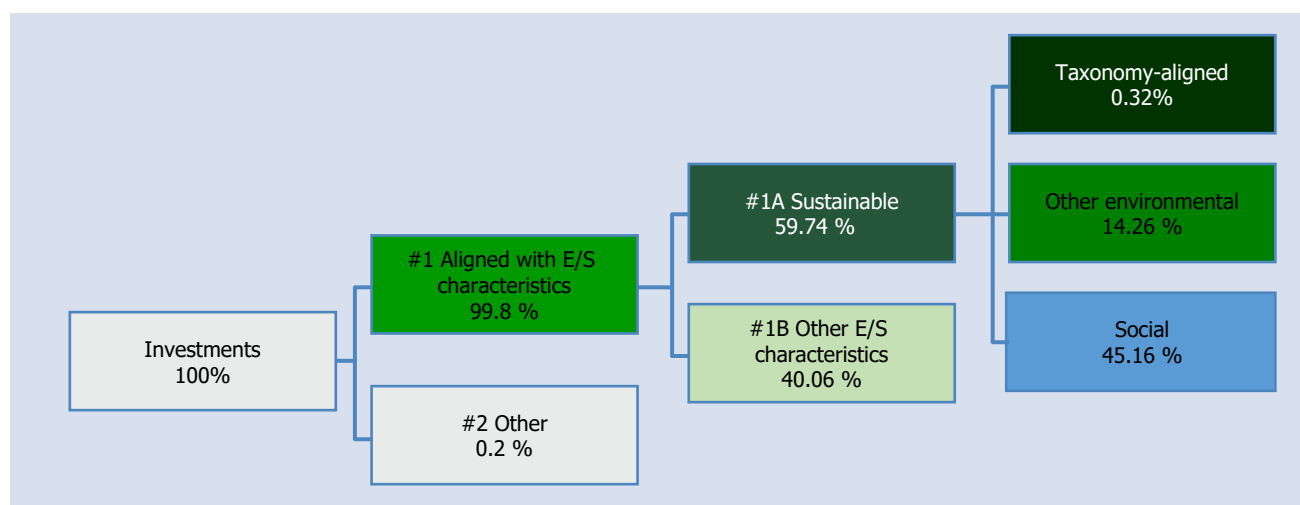 Investments
100%
#1 Aligned with E/S
characteristics
99.8 %
#2 Other
0.2 %
#1A Sustainable
59.74 %
#1B Other E/S
characteristics
40.06 %
Taxonomy-aligned
0.32%
Other environmental
14.26 %
Social
45.16 %